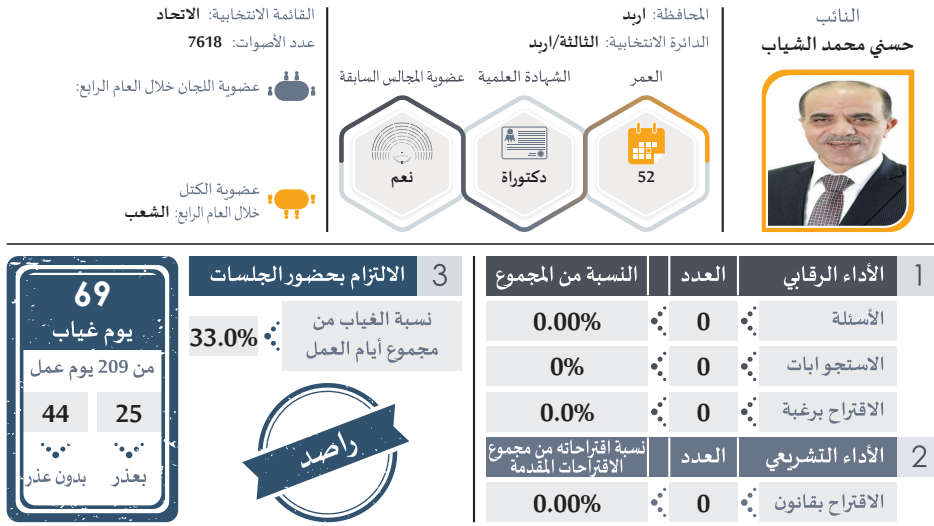 النائب
حسني محمد الشياب
المحافظة: اربد
الدائرة الانتخابية: الثالثة/اربد
العمر
52
الشهادة العلمية
دكتوراة
عضوية المجالس السابقة
نعم
القائمة الانتخابية: الاتحاد
عدد الأصوات: 7618
عضوية اللجان خلال العام الرابع:
عضوية الكتل
خلال العام الرابع: الشعب
1 الأداء الرقابي العدد النسبة من المجموع
الأسئلة 0 0.00%
الاستجوابات 0 0%
الاقتراح برغبة 0 0.0%
2 الأداء التشريعي العدد نسبة اقتراحاته من مجموع
الاقتراحات المقدمة
الاقتراح بقانون 0 0.00%
3 الالتزام بحضور الجلسات
نسبة الغياب من
مجموع أيام العمل
33.0%
راصد
69
يوم غياب
من 209 يوم عمل
25 44
بعذر بدون عذر